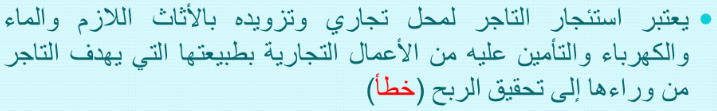 • يعتبر استئجار التاجر لمحل تجاري وتزويده بالأثاث اللازم والماء
والكهرباء والتأمين عليه من الأعمال التجارية بطبيعتها التي يهدف التاجر
من وراءها إلى تحقيق الربح (خطأ)